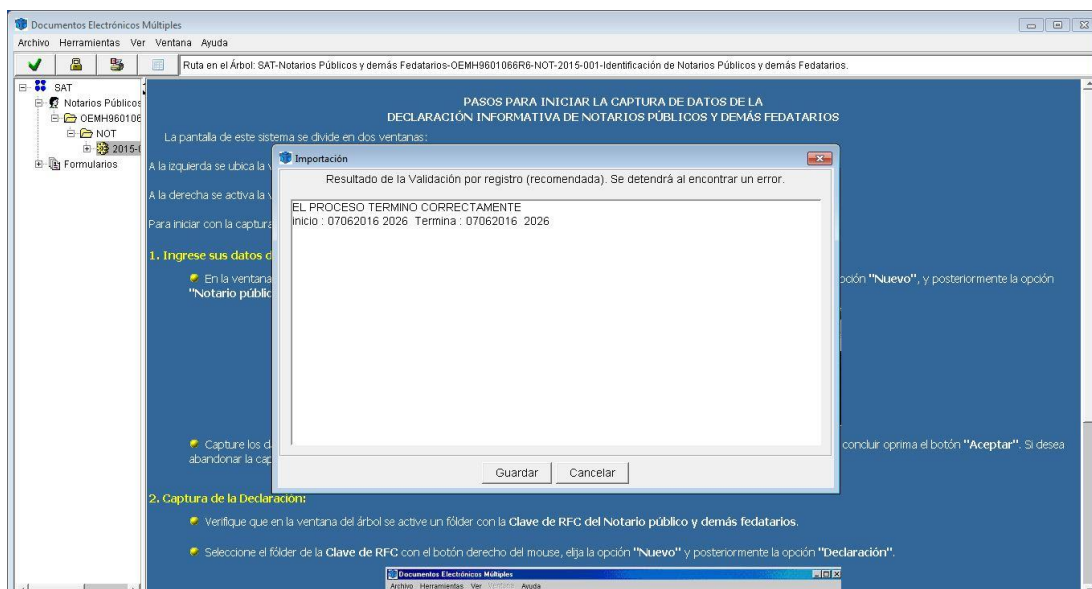 Documentos Electrónicos Múltiples
Archivo Herramientas Ver Ventana Ayuda
Ruta en el Árbol: SAT-Notarios Públicos y demás Fedatarios-OEMH9601066R6-NOT-2015-001-Identificación de Notarios Públicos y demás Fedatarios.
SAT
Notarios Públicos
OEMH960106
NOT
2015-
Formularios
PASOS PARA INICIAR LA CAPTURA DE DATOS DE LA
DECLARACIÓN INFORMATIVA DE NOTARIOS PÚBLICOS Y DEMÁS FEDATARIOS
La pantalla de este sistema se divide en dos ventanas:
A la izquierda se ubica la
A la derecha se activa la
Para iniciar con la captura
1. Ingrese sus datos
En la ventana
opción "Nuevo", y posteriormente la opción
"Notario
Importación
Resultado de la Validación por registro (recomendada). Se detendrá al encontrar un error.
EL PROCESO TERMINO CORRECTAMENTE
inicio : 07062016 2026 Termina : 07062016 2026
Guardar Cancelar
Capture los
concluir oprima el botón "Aceptar". Si desea
abandonar la
2. Captura de la Declaración:
Verifique que en la ventana del árbol se active un fólder con la Clave de RFC del Notario público y demás fedatarios.
Seleccione el fólder de la Clave de RFC con el botón derecho del mouse, elija la opción "Nuevo" y posteriormente la opción "Declaración".
Documentos Electrónicos Múltiples
Archivo Herramientas Ver Ventana Ayuda